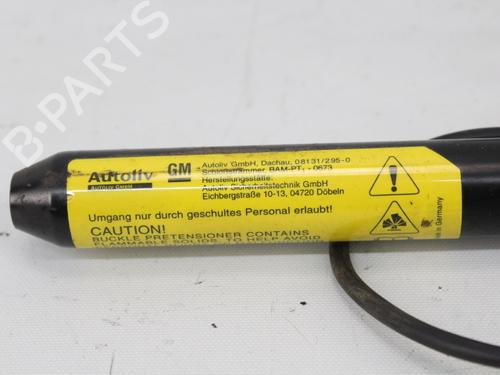 B-PARTS
Autoliv
AUTOLIV GMBH
GM
Autoliv GmbH, Dachau, 08131/295-0
Schloßstrammer, BAM-PT, - 0673
Herstellungsstätte:
Autoliv Sicherheitstechnik GmbH
Eichbergstraße 10-13, 04720 Döbeln
Umgang nur durch geschultes Personal erlaubt!
CAUTION!
BUCKLE PRETENSIONER CONTAINS
FLAMMABLE SOLIDS. TO HELP AVOID
in Germany